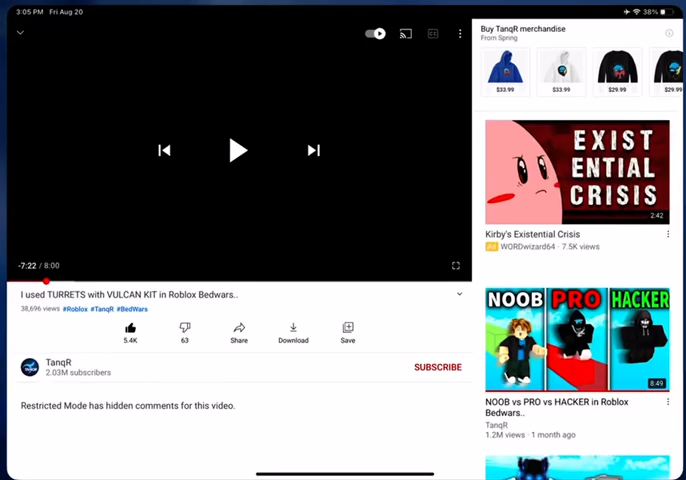 3:05 PM Fri Aug 20
38%
-7:22 / 8:00
I used TURRETS with VULCAN KIT in Roblox Bedwars..
38,696 views #Roblox #TanqR #BedWars
5.4K
63
Share
Download
Save
TanqR
2.03M subscribers
SUBSCRIBE
Restricted Mode has hidden comments for this video.
Buy TanqR merchandise
From Spring
$33.99
$33.99
$29.99
$29.99
EXIST
ENTIAL
CRISIS
2:42
Kirby's Existential Crisis
Ad WORDwizard64 · 7.5K views
NOOB PRO HACKER
8:49
NOOB vs PRO vs HACKER in Roblox
Bedwars..
TanqR
1.2M views · 1 month ago